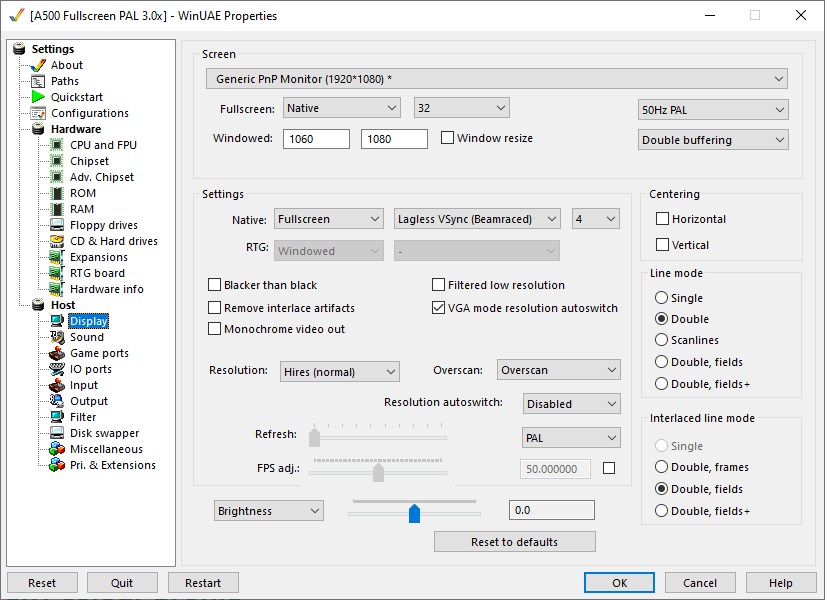 [A500 Fullscreen PAL 3.0x] - WinUAE Properties
Settings
About
Paths
Quickstart
Configurations
Hardware
CPU and FPU
Chipset
Adv. Chipset
ROM
RAM
Floppy drives
CD & Hard drives
Expansions
RTG board
Hardware info
Host
Display
Sound
Game ports
IO ports
Input
Output
Filter
Disk swapper
Miscellaneous
Pri. & Extensions
Screen
Generic PnP Monitor (1920*1080) *
Fullscreen: Native 32 50Hz PAL
Windowed: 1060 1080 Window resize Double buffering
Settings
Native: Fullscreen Lagless VSync (Beamraced) 4
RTG: Windowed -
Blacker than black Filtered low resolution
Remove interlace artifacts VGA mode resolution autoswitch
Monochrome video out
Resolution: Hires (normal) Overscan: Overscan
Resolution autoswitch: Disabled
Refresh: PAL
FPS adj.: 50.000000
Brightness 0.0
Reset to defaults
Centering
Horizontal
Vertical
Line mode
Single
Double
Scanlines
Double, fields
Double, fields+
Interlaced line mode
Single
Double, frames
Double, fields
Double, fields+
Reset Quit Restart OK Cancel Help